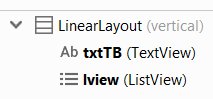 LinearLayout (vertical)
Ab txtTB (TextView)
lview (ListView)